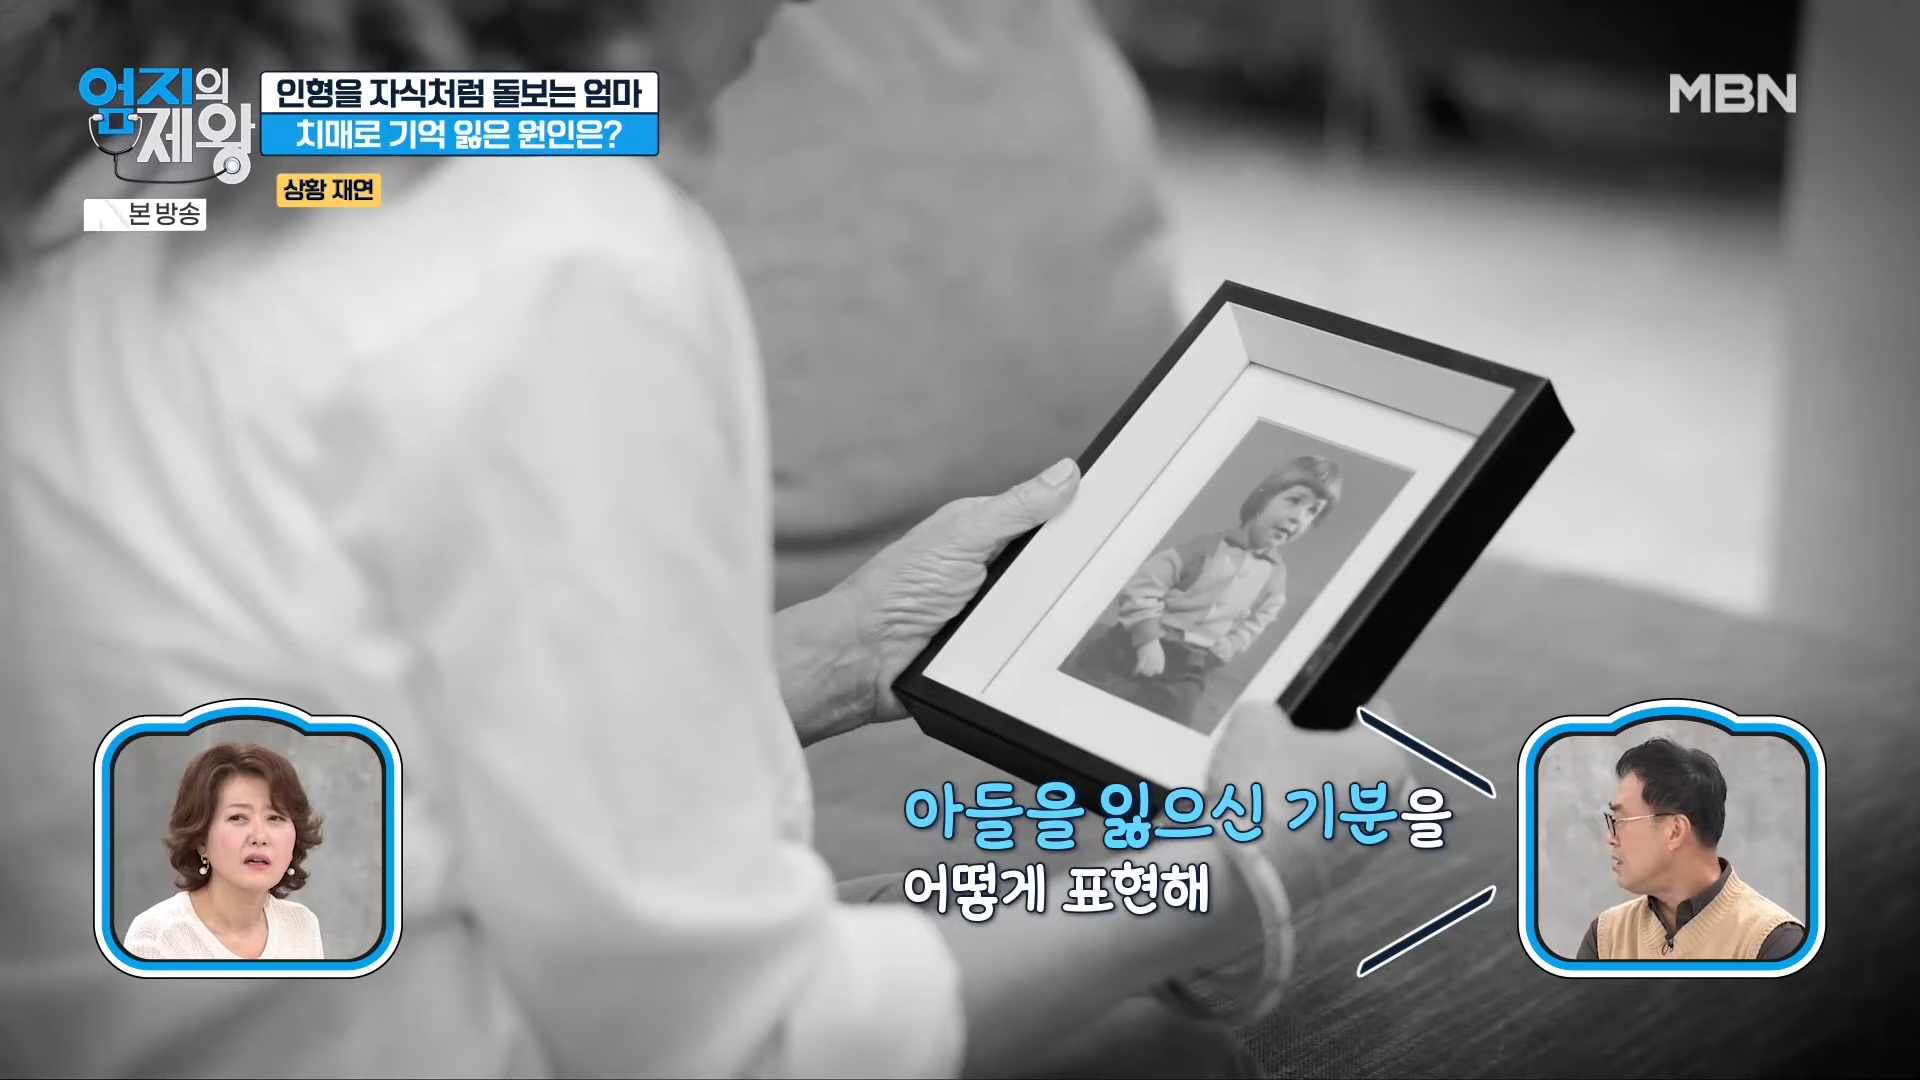 엄지의 제왕
인형을 자식처럼 돌보는 엄마
치매로 기억 잃은 원인은?
MBN
상황 재연
본 방송
아들을 잃으신 기분을
어떻게 표현해